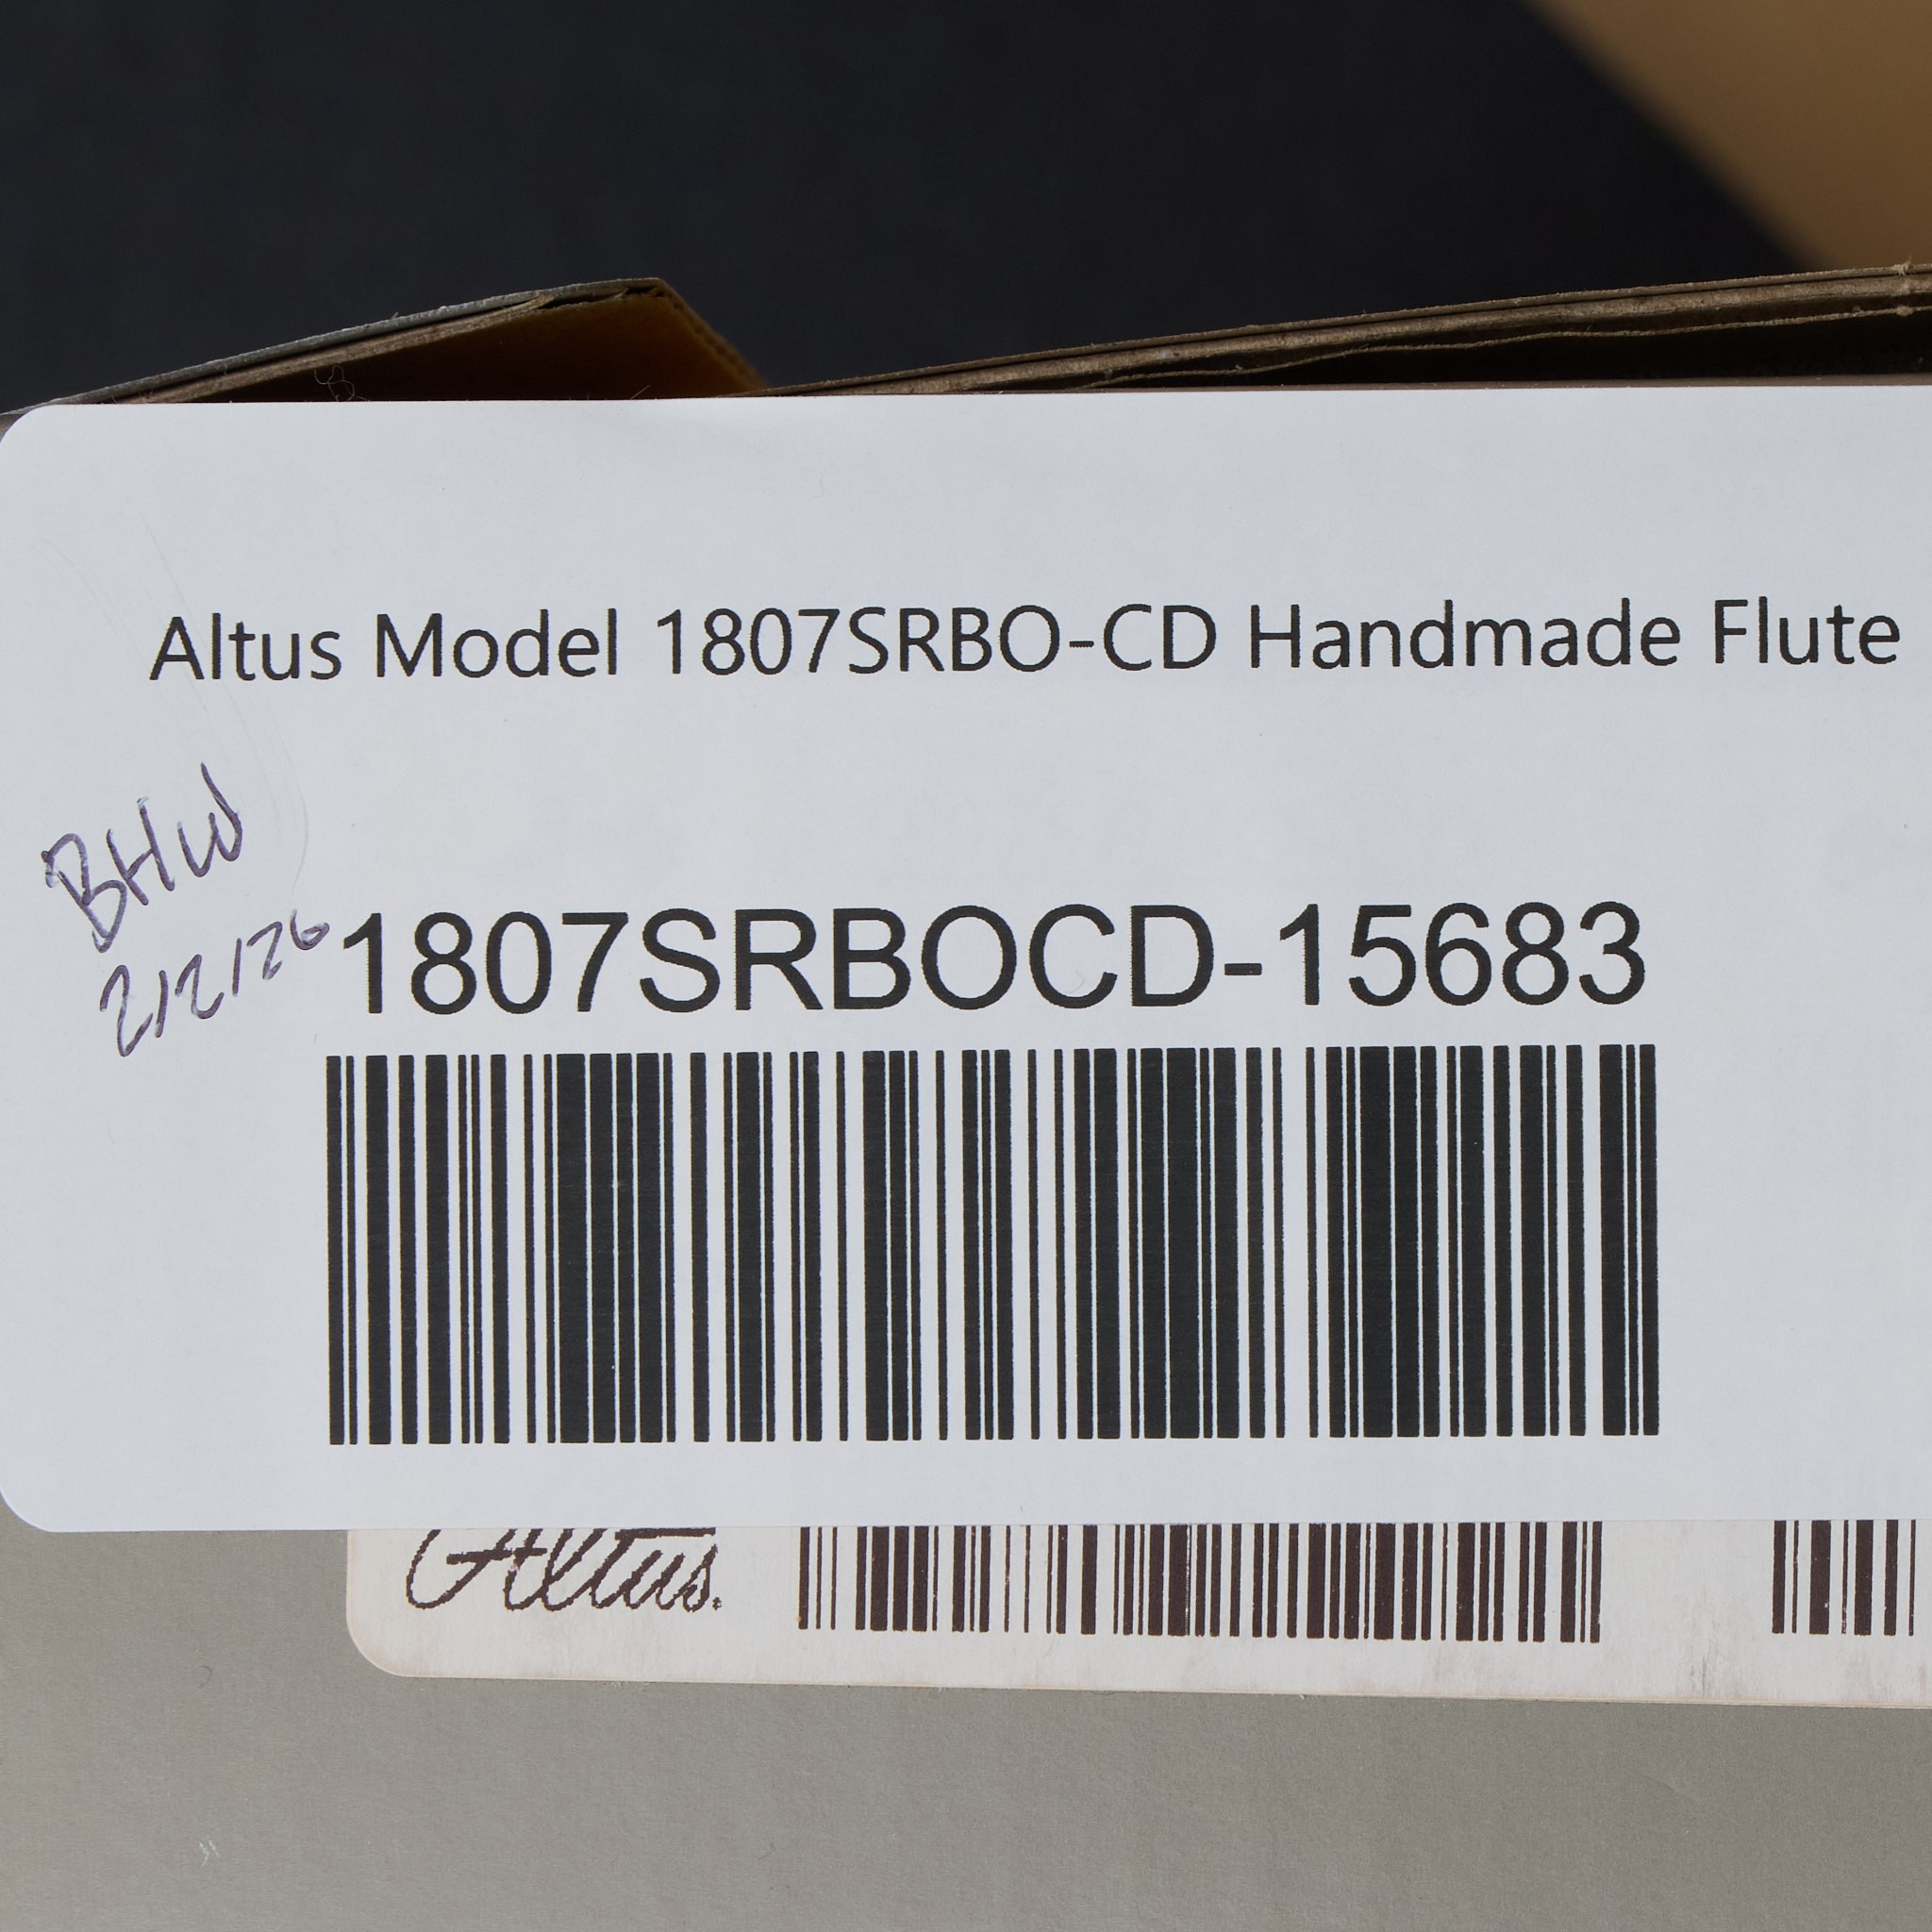 Altus Model 1807SRBO-CD Handmade Flute
BHW
2/2/26
1807SRBOCD-15683
Altus.